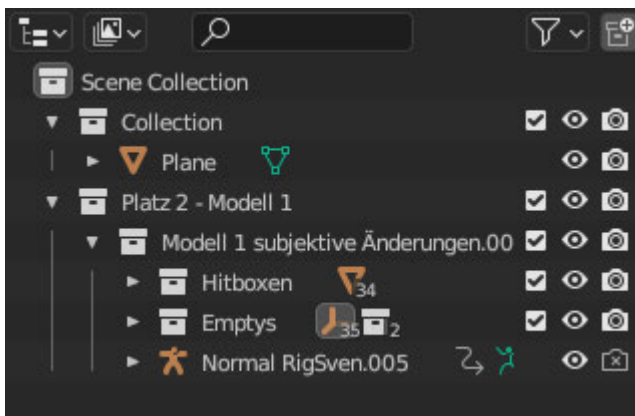 Scene Collection
Collection
Plane
Platz 2 - Modell 1
Modell 1 subjektive Änderungen.00
Hitboxen 34
Emptys 35 2
Normal RigSven.005